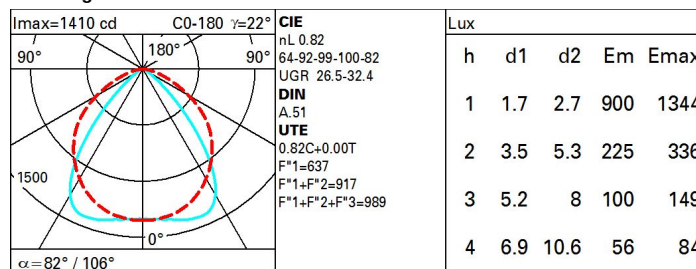 Imax=1410 cd C0-180 γ=22°
90° 180° 90°
1500
0°
α=82° / 106°
CIE
nL 0.82
64-92-99-100-82
UGR 26.5-32.4
DIN
A.51
UTE
0.82C+0.00T
F"1=637
F"1+F"2=917
F"1+F"2+F"3=989
Lux
h d1 d2 Em Emax
1 1.7 2.7 900 1344
2 3.5 5.3 225 336
3 5.2 8 100 149
4 6.9 10.6 56 84